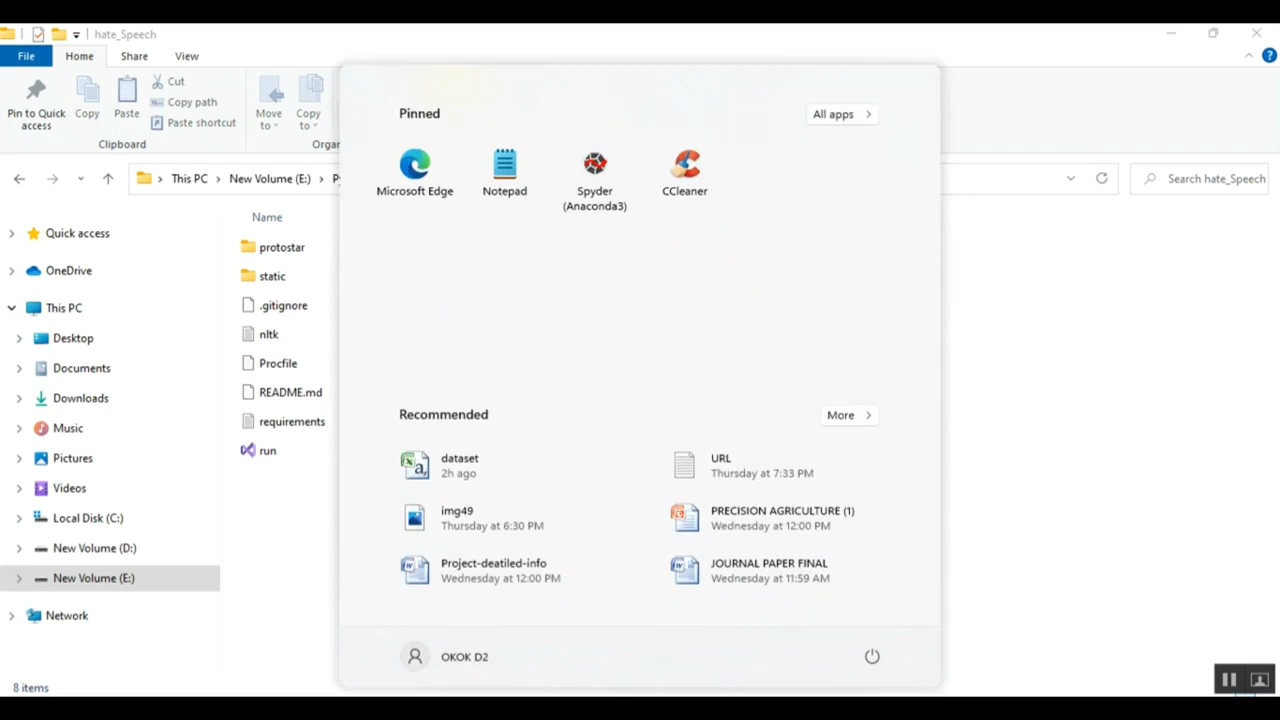 hate_Speech
File Home Share View
Pin to Quick access
Copy
Paste
Cut
Copy path
Paste shortcut
Move to
Copy to
Clipboard
This PC New Volume (E:)
Search hate_Speech
Quick access
OneDrive
This PC
Desktop
Documents
Downloads
Music
Pictures
Videos
Local Disk (C:)
New Volume (D:)
New Volume (E:)
Network
8 items
Name
protostar
static
.gitignore
nltk
Procfile
README.md
requirements
run
Pinned
All apps
Microsoft Edge
Notepad
Spyder
(Anaconda3)
CCleaner
Recommended
More
dataset
2h ago
URL
Thursday at 7:33 PM
img49
Thursday at 6:30 PM
PRECISION AGRICULTURE (1)
Wednesday at 12:00 PM
Project-deatiled-info
Wednesday at 12:00 PM
JOURNAL PAPER FINAL
Wednesday at 11:59 AM
OKOK D2